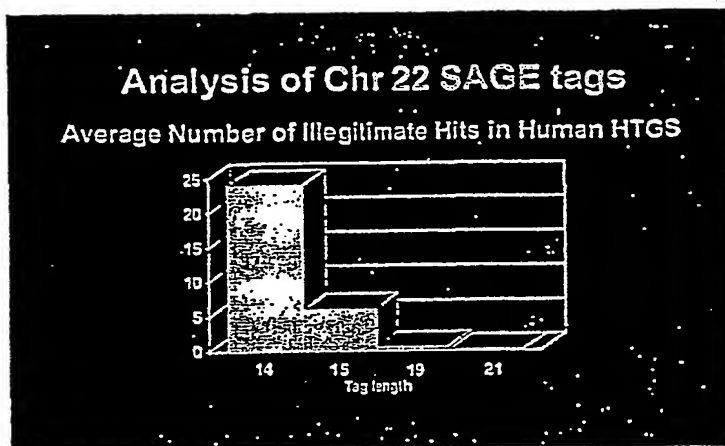 Analysis of Chr 22 SAGE tags
Average Number of Illegitimate Hits in Human HTGS
25
20
15
10
5
0
14 15 19 21
Tag length